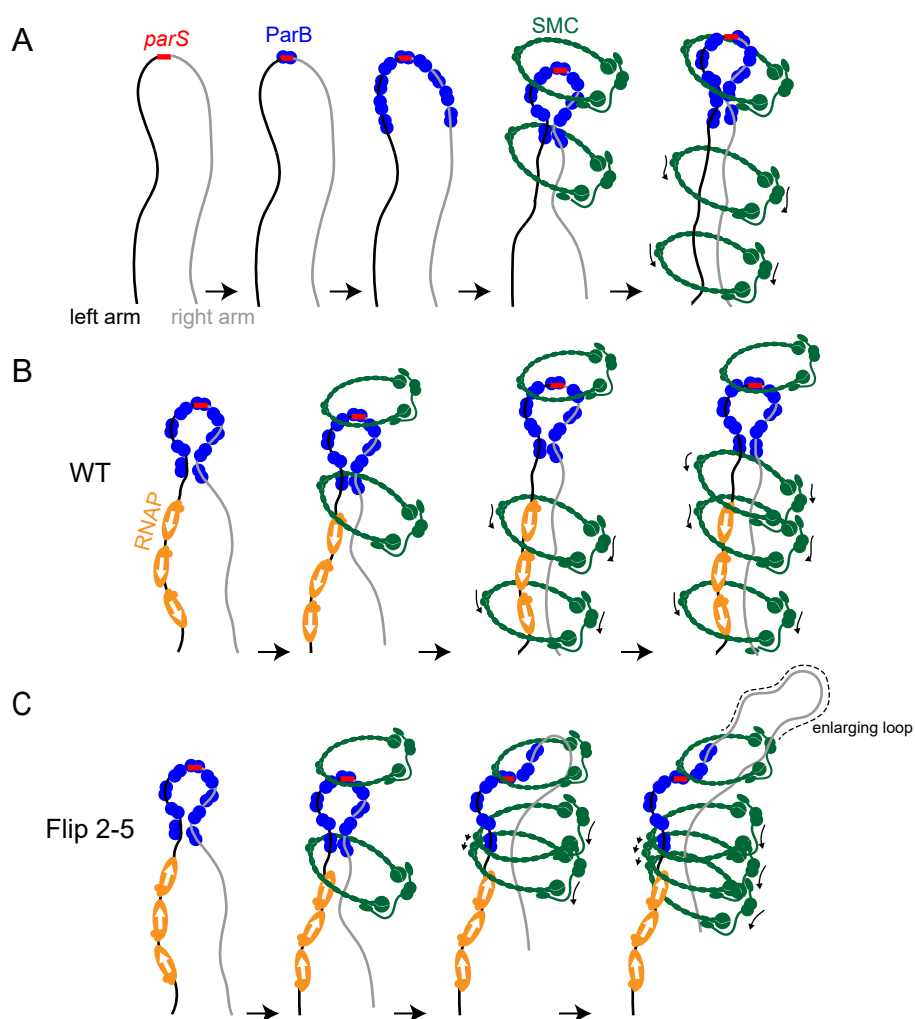 A
parS
ParB
SMC
left arm
right arm
B
WT
RNAP
C
enlarging loop
Flip 2-5